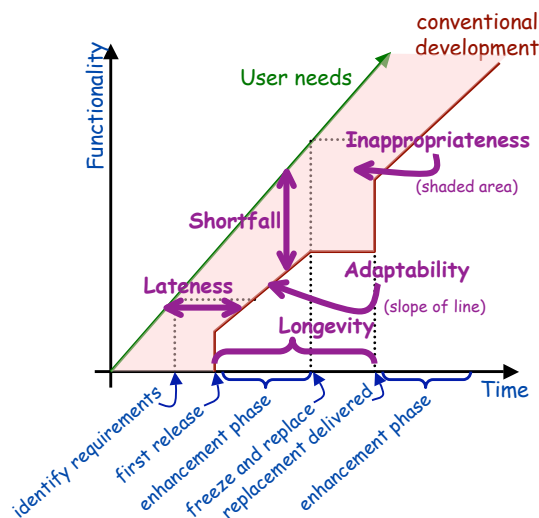 conventional
development
User needs
Functionality
Inappropriateness
(shaded area)
Shortfall
Adaptability
(slope of line)
Lateness
Longevity
Time
identify requirements
first release
enhancement phase
freeze and replace
replacement delivered
enhancement phase